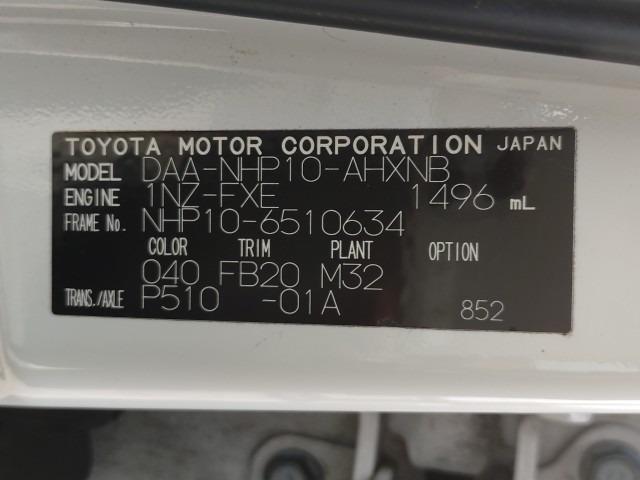 TOYOTA MOTOR CORPORATION JAPAN
MODEL DAA-NHP10-AHXNB
ENGINE 1NZ-FXE 1496 mL
FRAME No. NHP10-6510634
COLOR TRIM PLANT OPTION
040 FB20 M32
TRANS./AXLE P510 -01A
852